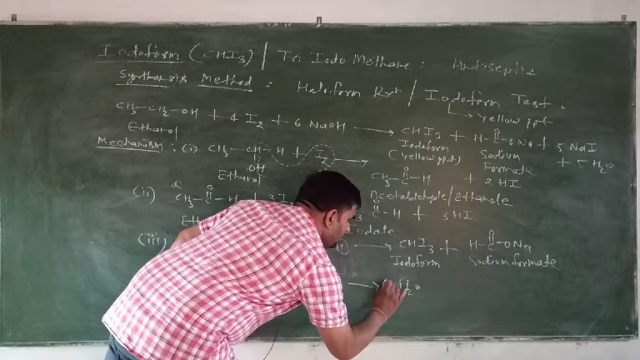 Iodoform (CHI3) / Tri Iodo Methane : Antiseptic
Synthesis Method : Haloform Rxn / Iodoform Test.
yellow ppt
CH3-CH2-OH + 4 I2 + 6 NaOH → CHI3 + H-C(=O)-ONa + 5 NaI + 5 H2O
Ethanol Iodoform (yellow ppt) Sodium Formate
Mechanism : (i) CH3-CH-H + I2 → CH3-C(=O)-H + 2 HI
OH
Ethanol Acetaldehyde/Ethanale
(ii) CH3-C(=O)-H + 3 I2 C(=O)-H + 3HI
(iii) → CHI3 + H-C(=O)-ONa
Iodoform Sodium formate
→ H2O